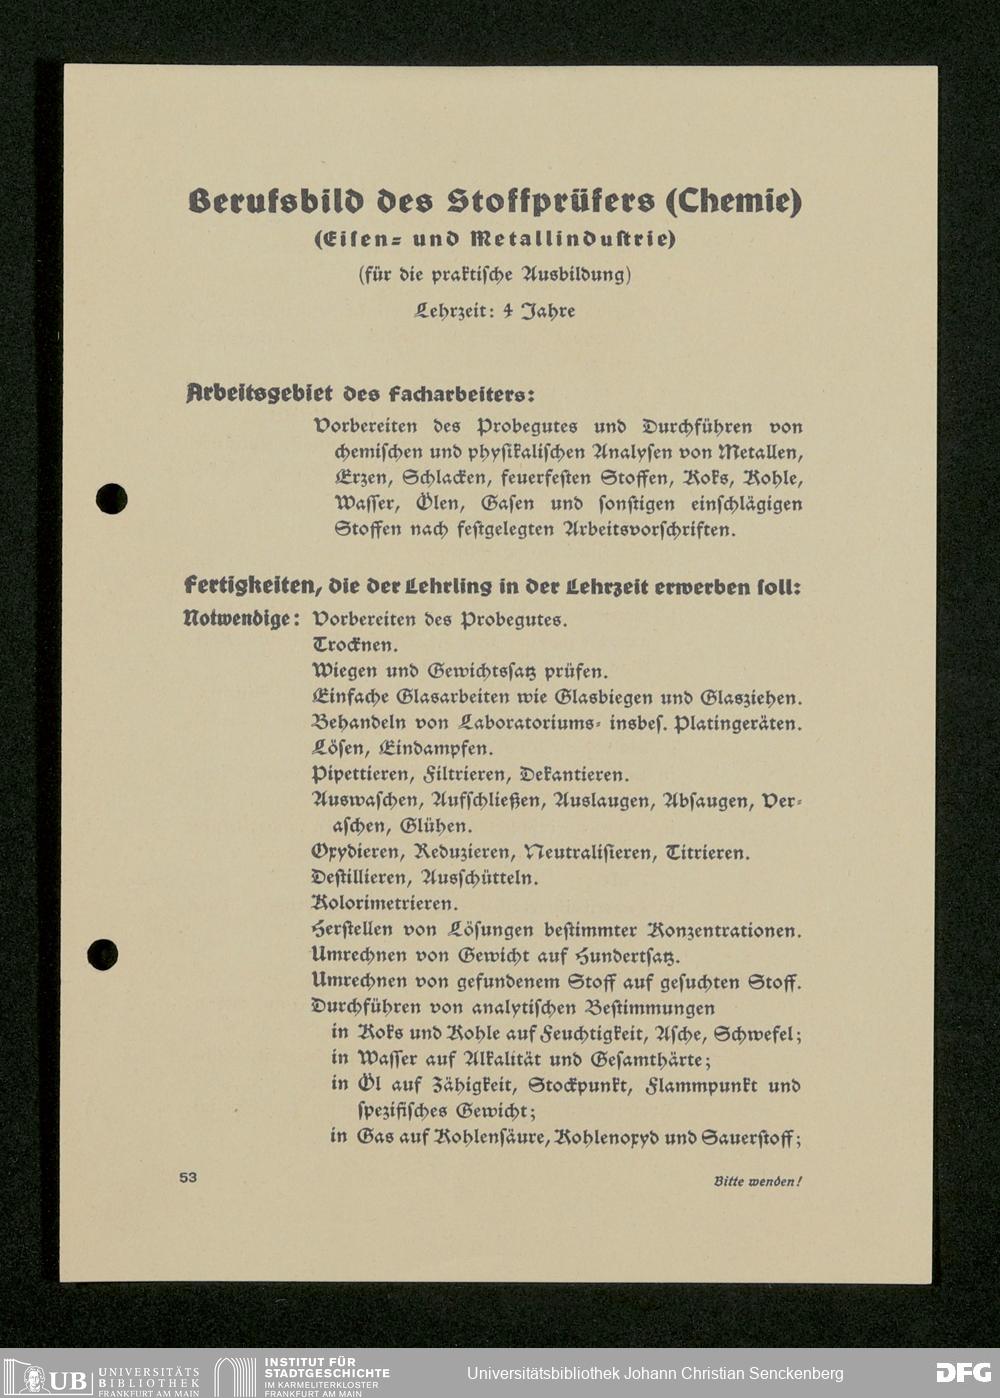 Berufsbild des Stoffprüfers (Chemie)
(Eisen- und Metallindustrie)
(für die praktische Ausbildung)
Lehrzeit: 4 Jahre
Arbeitsgebiet des Facharbeiters:
Vorbereiten des Probegutes und Durchführen von
chemischen und physikalischen Analysen von Metallen,
Erzen, Schlacken, feuerfesten Stoffen, Koks, Kohle,
Wasser, Ölen, Gasen und sonstigen einschlägigen
Stoffen nach festgelegten Arbeitsvorschriften.
Fertigkeiten, die der Lehrling in der Lehrzeit erwerben soll:
Notwendige: Vorbereiten des Probegutes.
Trocknen.
Wiegen und Gewichtssatz prüfen.
Einfache Glasarbeiten wie Glasbiegen und Glasziehen.
Behandeln von Laboratoriums- insbes. Platingeräten.
Lösen, Eindampfen.
Pipettieren, Filtrieren, Dekantieren.
Auswaschen, Aufschließen, Auslaugen, Absaugen, Ver-
aschen, Glühen.
Oxydieren, Reduzieren, Neutralisieren, Titrieren.
Destillieren, Ausschütteln.
Kolorimetrieren.
Herstellen von Lösungen bestimmter Konzentrationen.
Umrechnen von Gewicht auf Hundertsatz.
Umrechnen von gefundenem Stoff auf gesuchten Stoff.
Durchführen von analytischen Bestimmungen
in Koks und Kohle auf Feuchtigkeit, Asche, Schwefel;
in Wasser auf Alkalität und Gesamthärte;
in Öl auf Zähigkeit, Stockpunkt, Flammpunkt und
spezifisches Gewicht;
in Gas auf Kohlensäure, Kohlenoxyd und Sauerstoff;
53
Bitte wenden!
UB UNIVERSITÄTS
BIBLIOTHEK
FRANKFURT AM MAIN
INSTITUT FÜR
STADTGESCHICHTE
IM KARMELITERKLOSTER
FRANKFURT AM MAIN
Universitätsbibliothek Johann Christian Senckenberg
DFG